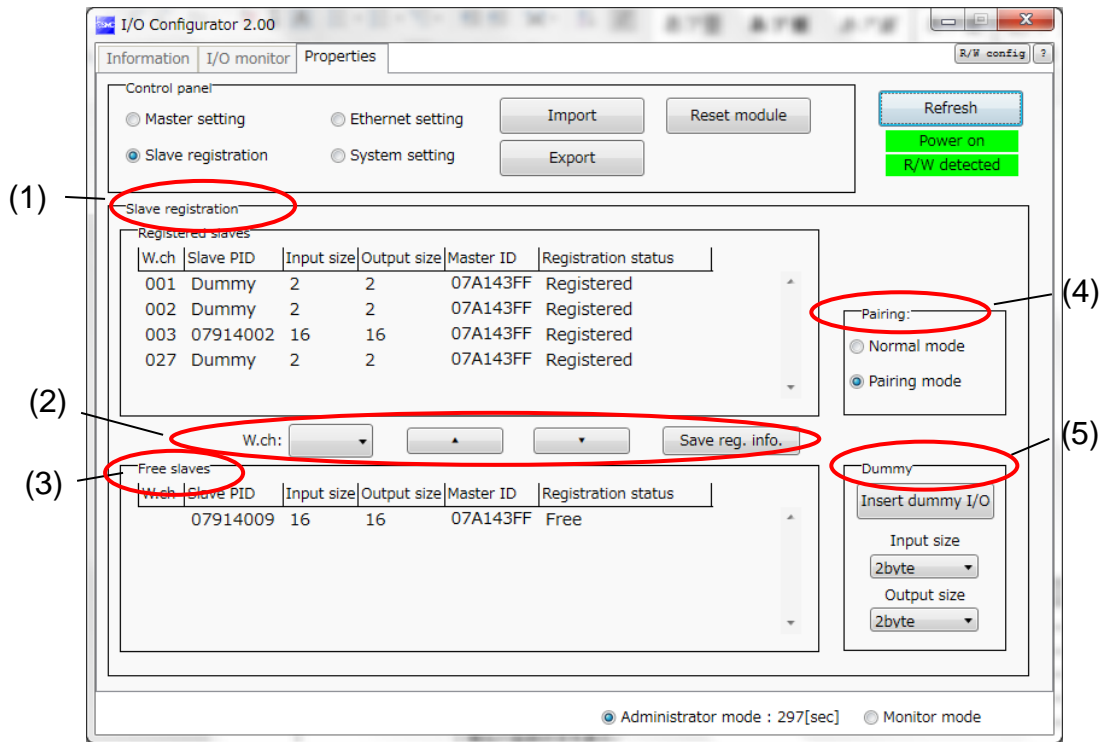 I/O Configurator 2.00
Information I/O monitor Properties R/W config ?
Control panel
Master setting Ethernet setting Import Reset module Refresh
Power on
Slave registration System setting Export
R/W detected
(1)
Slave registration
Registered slaves
W.ch Slave PID Input size Output size Master ID Registration status
001 Dummy 2 2 07A143FF Registered
002 Dummy 2 2 07A143FF Registered
003 07914002 16 16 07A143FF Registered
027 Dummy 2 2 07A143FF Registered
(4)
Pairing:
Normal mode
Pairing mode
(2)
W.ch: Save reg. info.
(5)
(3)
Free slaves
W.ch Slave PID Input size Output size Master ID Registration status
07914009 16 16 07A143FF Free
Dummy
Insert dummy I/O
Input size
2byte
Output size
2byte
Administrator mode : 297[sec] Monitor mode